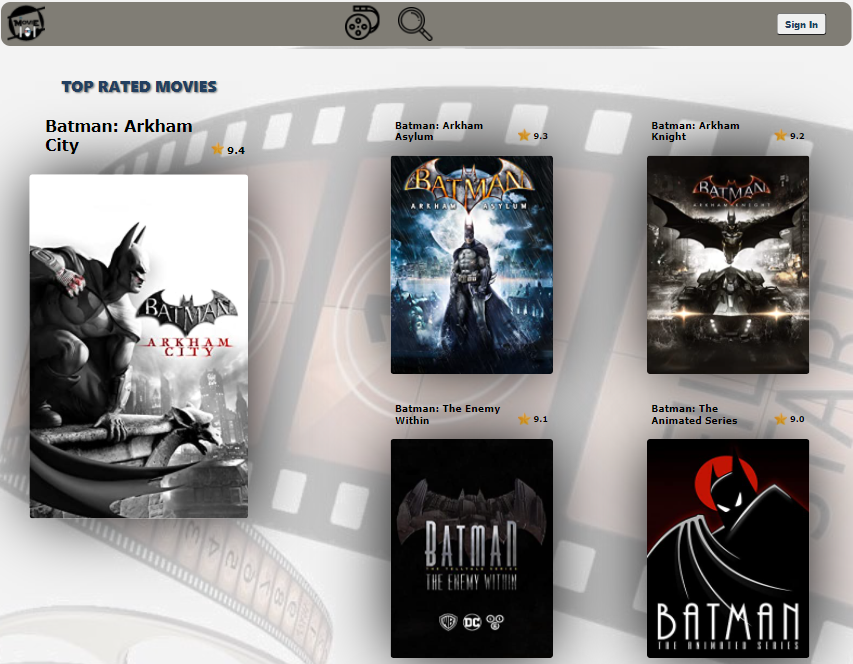 MOVIE
101
Sign In
TOP RATED MOVIES
Batman: Arkham
City
9.4
BATMAN
ARKHAM
CITY
Batman: Arkham
Asylum
9.3
BATMAN
ARKHAM ASYLUM
Batman: Arkham
Knight
9.2
BATMAN
ARKHAM KNIGHT
Batman: The Enemy
Within
9.1
BATMAN
THE TELLTALE SERIES
THE ENEMY WITHIN
DC
Batman: The
Animated Series
9.0
BATMAN
THE ANIMATED SERIES
START